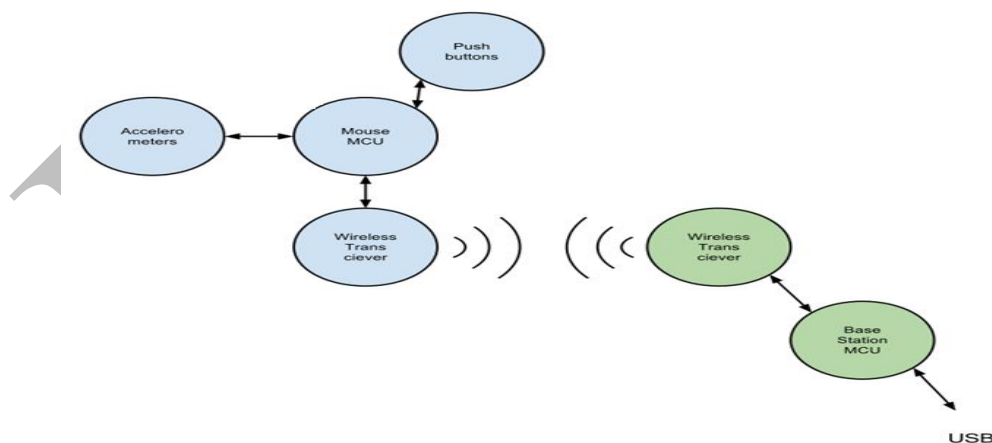 Push
buttons
Accelero
meters
Mouse
MCU
Wireless
Trans
ciever
Wireless
Trans
ciever
Base
Station
MCU
USB